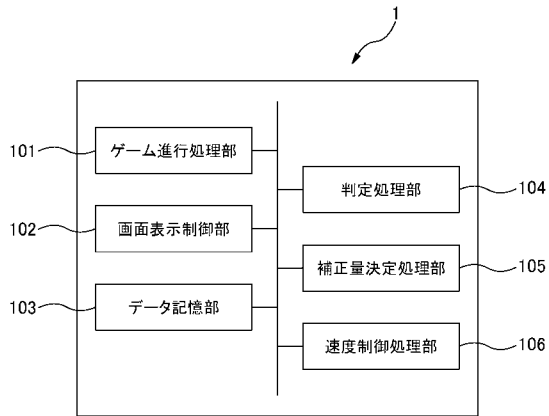 1
101
ゲーム進行処理部
102
画面表示制御部
103
データ記憶部
判定処理部
104
補正量決定処理部
105
速度制御処理部
106